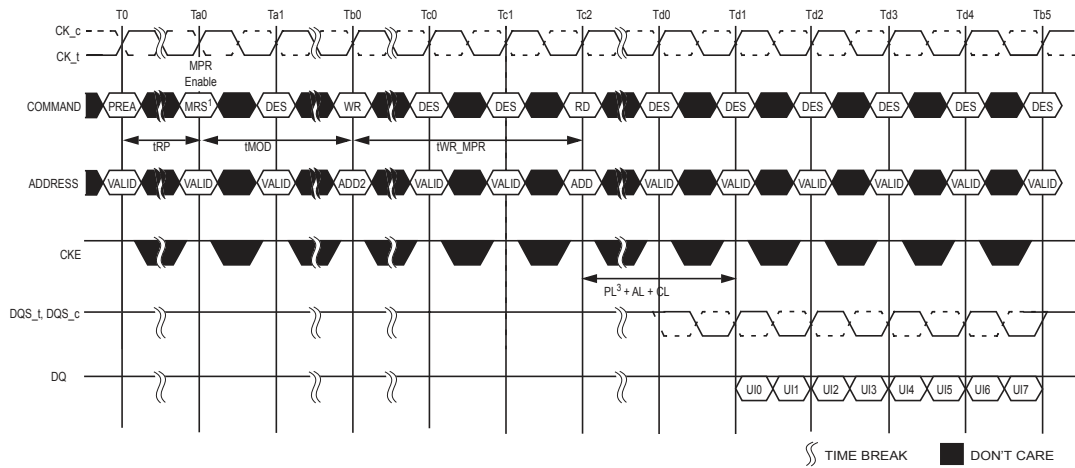 T0 Ta0 Ta1 Tb0 Tc0 Tc1 Tc2 Td0 Td1 Td2 Td3 Td4 Tb5
CK_c
CK_t
MPR
Enable
COMMAND PREA MRS¹ DES WR DES DES RD DES DES DES DES DES DES
tRP tMOD tWR_MPR
ADDRESS VALID VALID VALID ADD2 VALID VALID ADD VALID VALID VALID VALID VALID VALID
CKE
PL³ + AL + CL
DQS_t, DQS_c
DQ UI0 UI1 UI2 UI3 UI4 UI5 UI6 UI7
TIME BREAK DON'T CARE